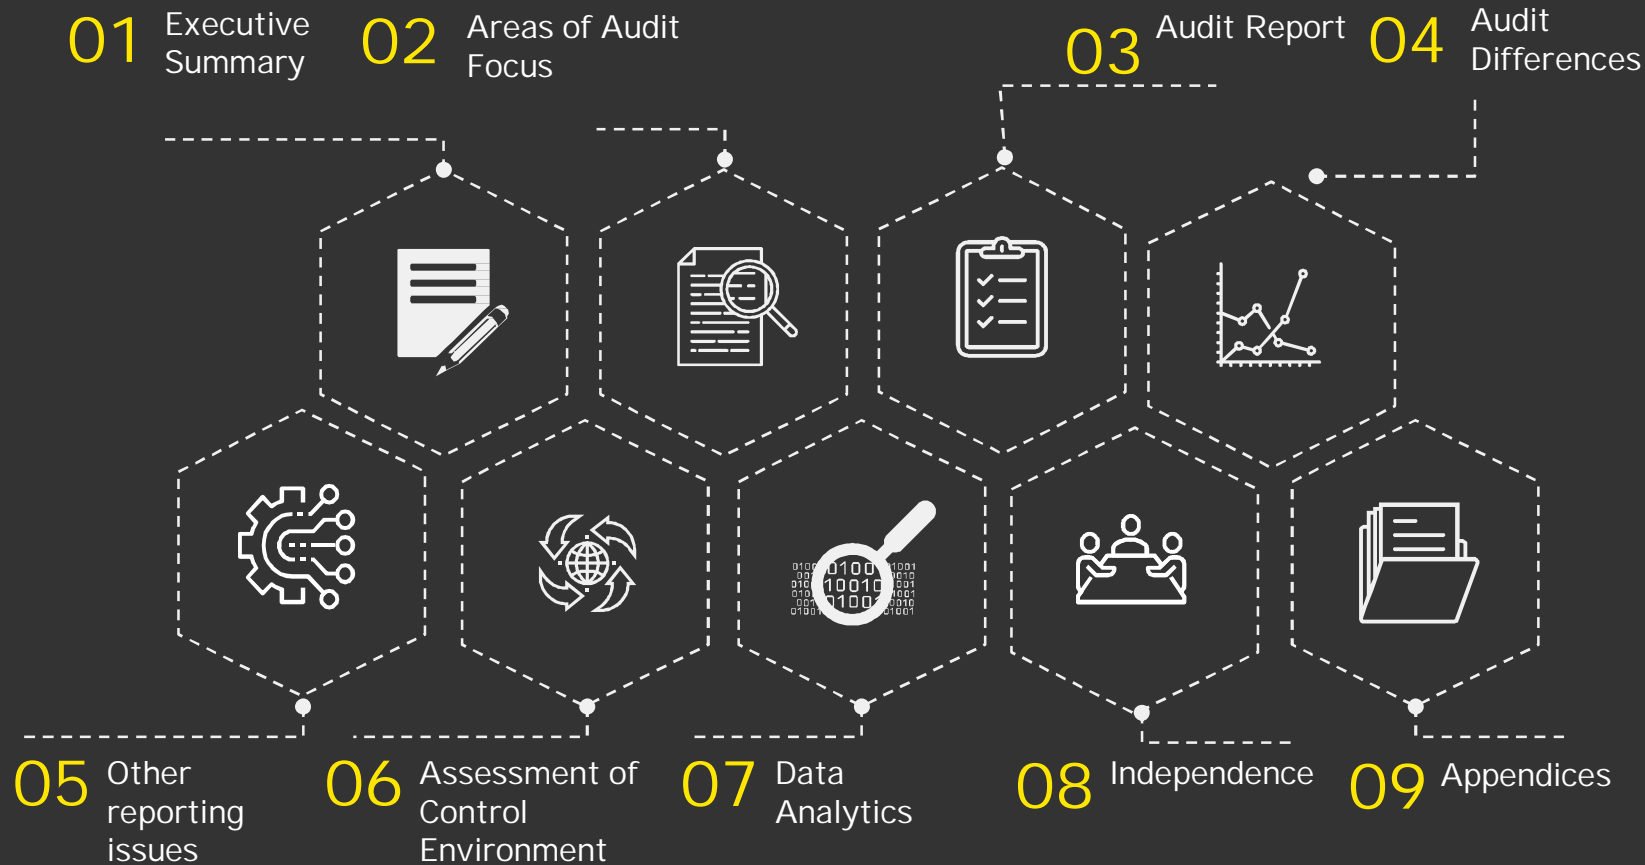 01 Executive
Summary
02 Areas of Audit
Focus
03 Audit Report
04 Audit
Differences
05 Other
reporting
issues
06 Assessment of
Control
Environment
07 Data
Analytics
08 Independence
09 Appendices